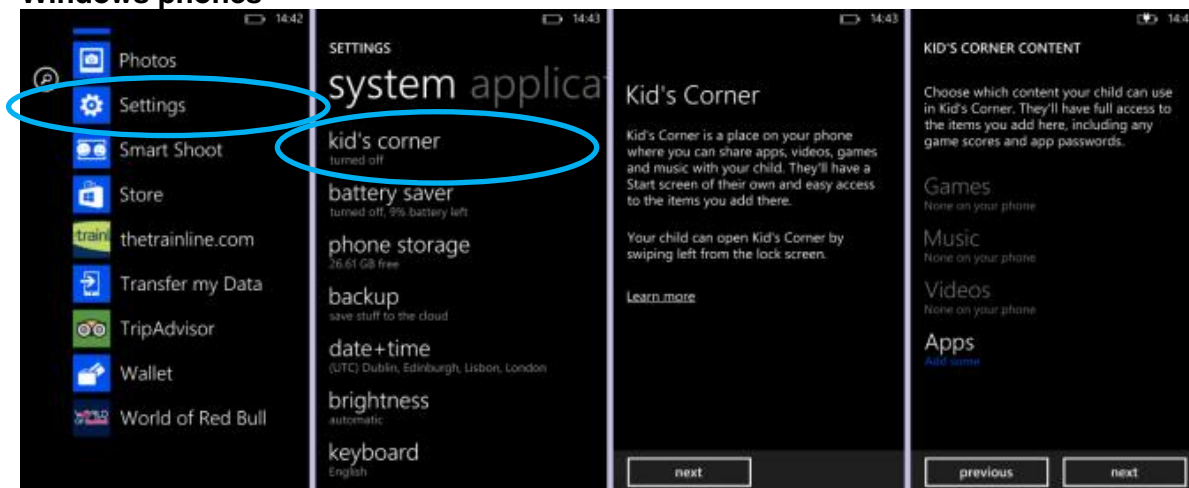 Windows phones
14:42
Photos
Settings
Smart Shoot
Store
thetrainline.com
Transfer my Data
TripAdvisor
Wallet
World of Red Bull
14:43
SETTINGS
system applicat
kid's corner
turned off
battery saver
turned off, 9% battery left
phone storage
26.61 GB free
backup
save stuff to the cloud
date+time
(UTC) Dublin, Edinburgh, Lisbon, London
brightness
automatic
keyboard
English
14:43
Kid's Corner
Kid's Corner is a place on your phone
where you can share apps, videos, games
and music with your child. They'll have a
Start screen of their own and easy access
to the items you add there.
Your child can open Kid's Corner by
swiping left from the lock screen.
Learn more
next
14:4
KID'S CORNER CONTENT
Choose which content your child can use
in Kid's Corner. They'll have full access to
the items you add here, including any
game scores and app passwords.
Games
None on your phone
Music
None on your phone
Videos
None on your phone
Apps
Add some
previous next